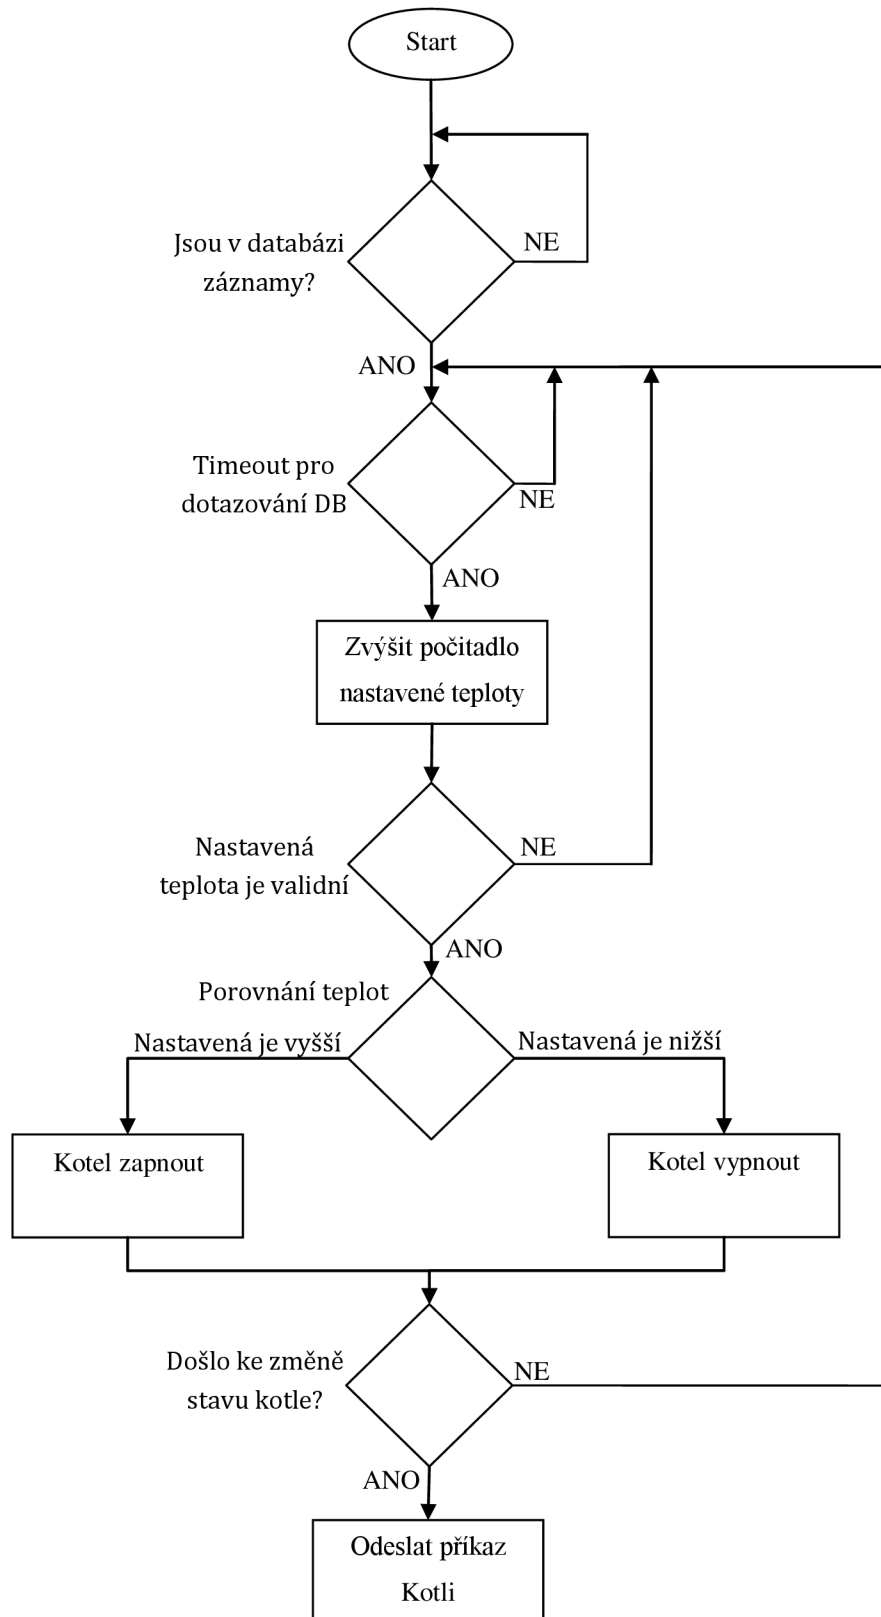 Start
Jsou v databázi
záznamy?
NE
ANO
Timeout pro
dotazování DB
NE
ANO
Zvýšit počitadlo
nastavené teploty
Nastavená
teplota je validní
NE
ANO
Porovnání teplot
Nastavená je vyšší
Nastavená je nižší
Kotel zapnout
Kotel vypnout
Došlo ke změně
stavu kotle?
NE
ANO
Odeslat příkaz
Kotli